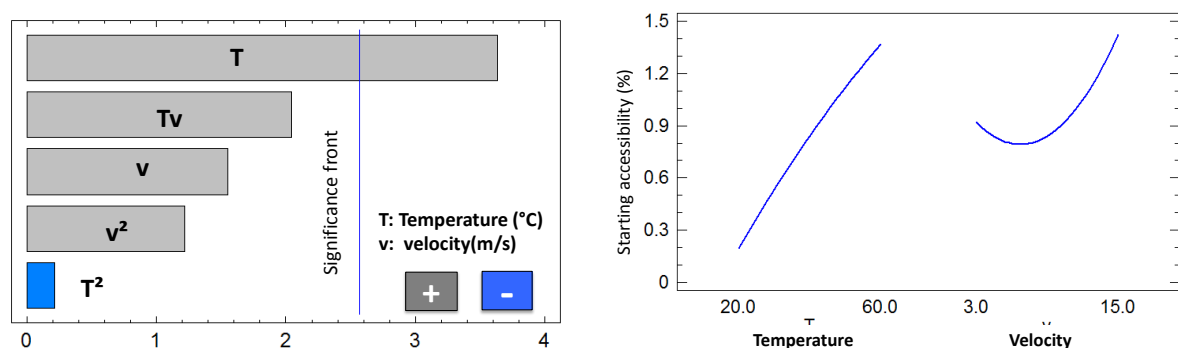 T
Tv
v
v²
T²
Significance front
T: Temperature (°C)
v: velocity(m/s)
+
-
0
1
2
3
4
Starting accessibility (%)
1.5
1.2
0.9
0.6
0.3
0
20.0
60.0
3.0
15.0
Temperature
Velocity